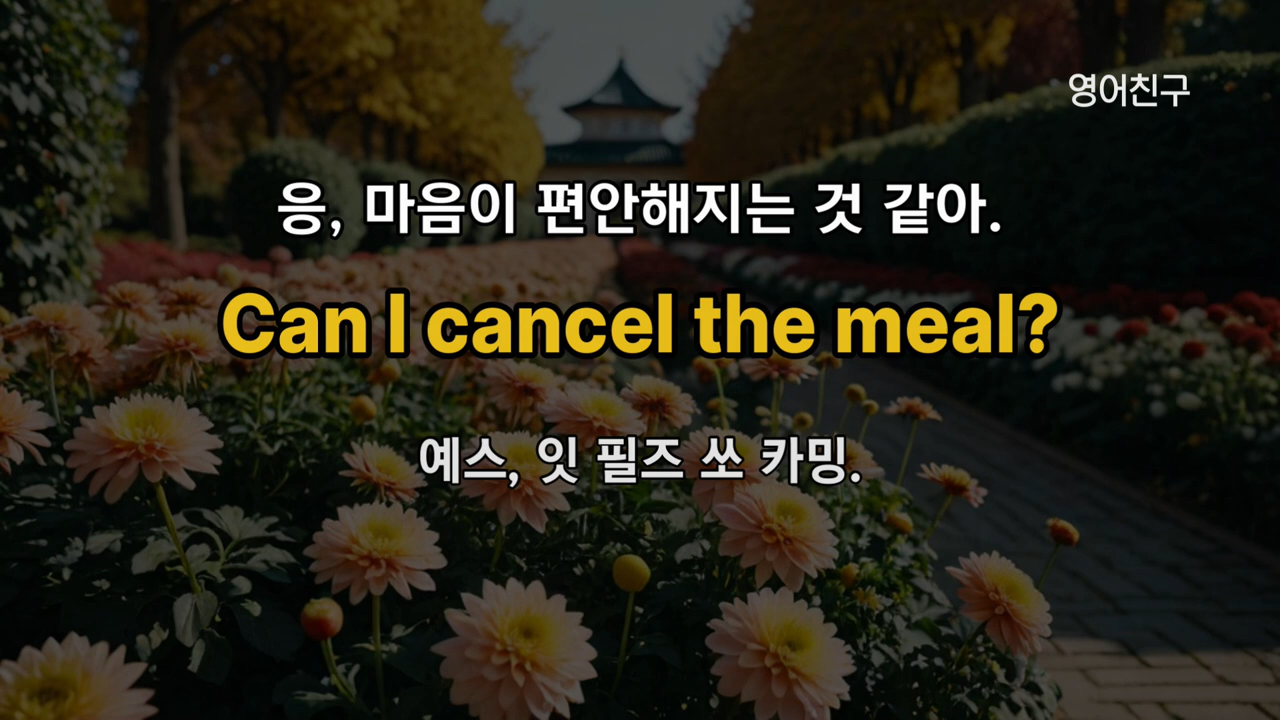 영어친구
응, 마음이 편안해지는 것 같아.
Can I cancel the meal?
예스, 잇 필즈 쏘 카밍.